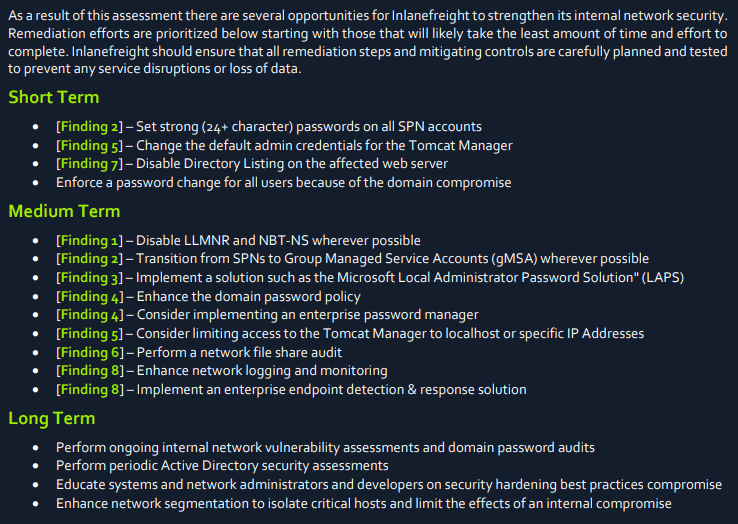 As a result of this assessment there are several opportunities for Inlanefreight to strengthen its internal network security.
Remediation efforts are prioritized below starting with those that will likely take the least amount of time and effort to
complete. Inlanefreight should ensure that all remediation steps and mitigating controls are carefully planned and tested
to prevent any service disruptions or loss of data.
Short Term
• [Finding 2] – Set strong (24+ character) passwords on all SPN accounts
• [Finding 5] – Change the default admin credentials for the Tomcat Manager
• [Finding 7] – Disable Directory Listing on the affected web server
• Enforce a password change for all users because of the domain compromise
Medium Term
• [Finding 1] – Disable LLMNR and NBT-NS wherever possible
• [Finding 2] – Transition from SPNs to Group Managed Service Accounts (gMSA) wherever possible
• [Finding 3] – Implement a solution such as the Microsoft Local Administrator Password Solution" (LAPS)
• [Finding 4] – Enhance the domain password policy
• [Finding 4] – Consider implementing an enterprise password manager
• [Finding 5] – Consider limiting access to the Tomcat Manager to localhost or specific IP Addresses
• [Finding 6] – Perform a network file share audit
• [Finding 8] – Enhance network logging and monitoring
• [Finding 8] – Implement an enterprise endpoint detection & response solution
Long Term
• Perform ongoing internal network vulnerability assessments and domain password audits
• Perform periodic Active Directory security assessments
• Educate systems and network administrators and developers on security hardening best practices compromise
• Enhance network segmentation to isolate critical hosts and limit the effects of an internal compromise